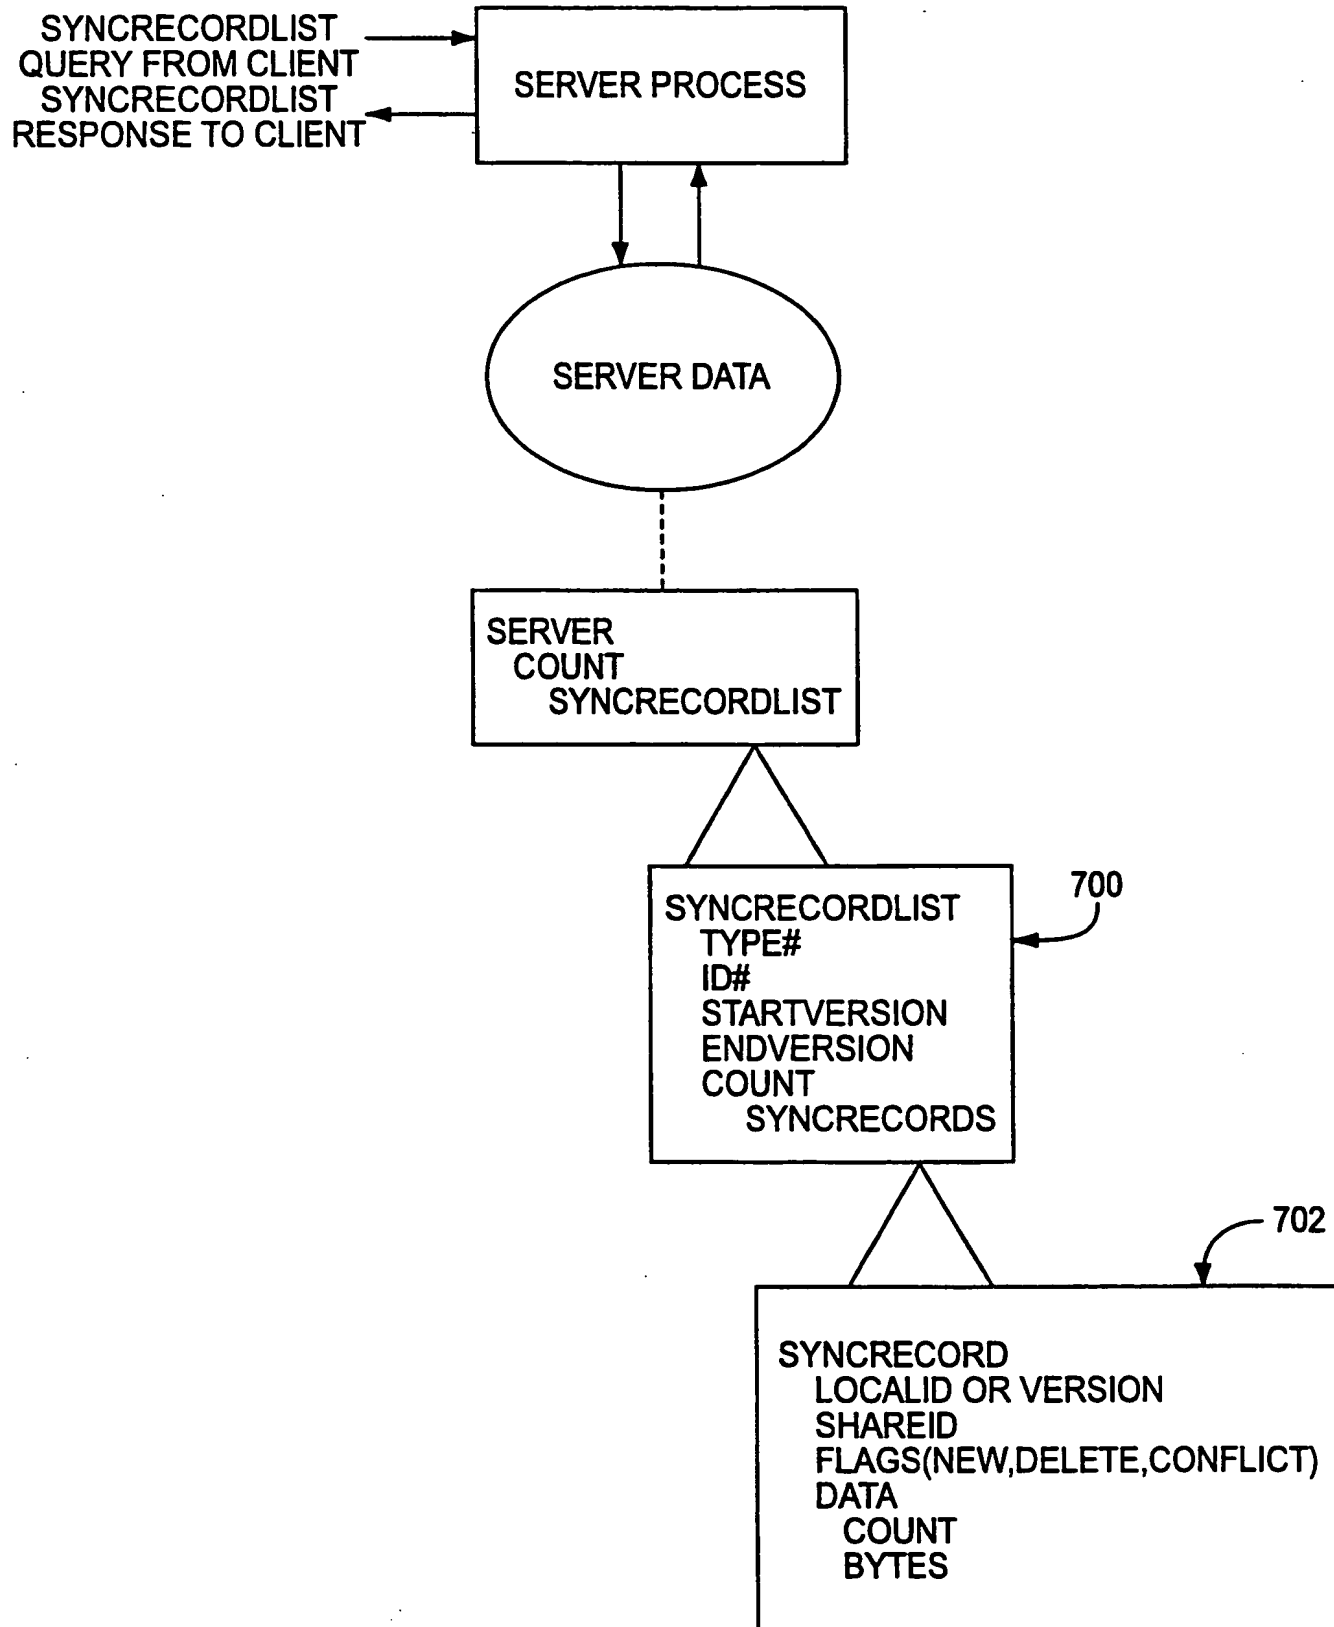 SYNCRECORDLIST
QUERY FROM CLIENT
SYNCRECORDLIST
RESPONSE TO CLIENT
SERVER PROCESS
SERVER DATA
SERVER
COUNT
SYNCRECORDLIST
700
SYNCRECORDLIST
TYPE#
ID#
STARTVERSION
ENDVERSION
COUNT
SYNCRECORDS
702
SYNCRECORD
LOCALID OR VERSION
SHAREID
FLAGS(NEW,DELETE,CONFLICT)
DATA
COUNT
BYTES